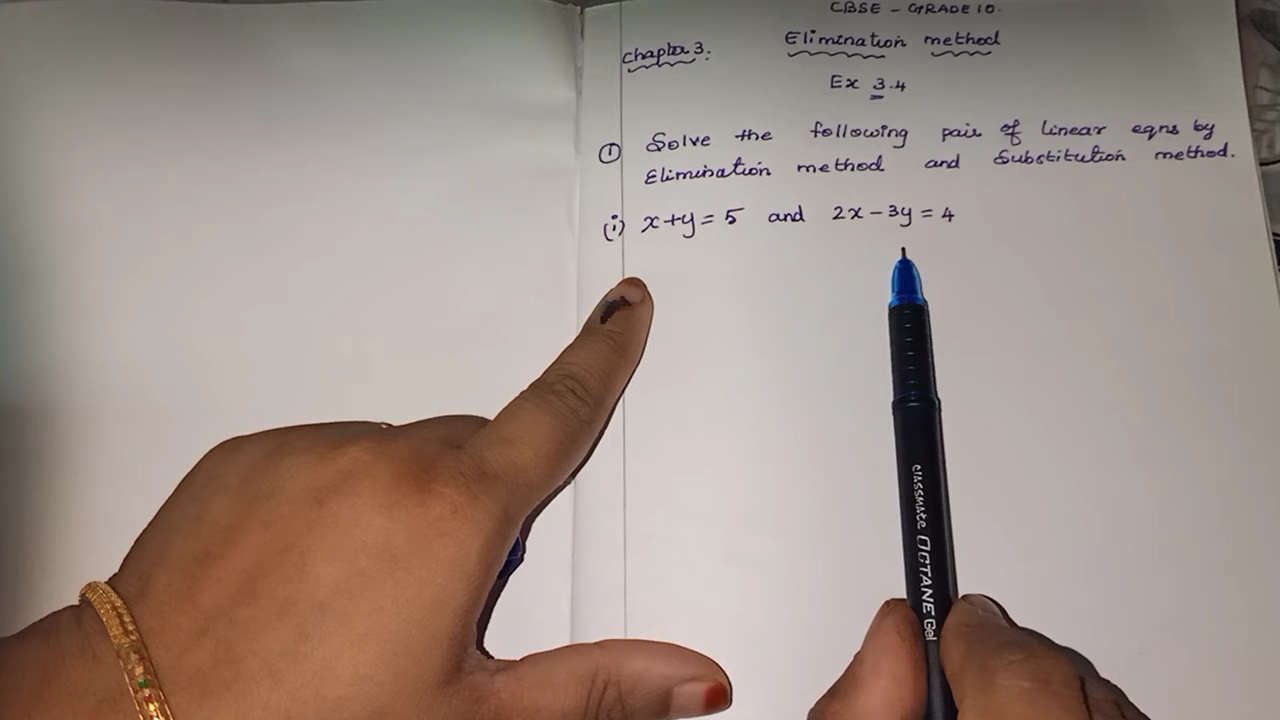 CBSE - GRADE 10.
Chapter 3. Elimination method
Ex 3.4
① Solve the following pair of linear eqns by
Elimination method and Substitution method.
(i) x+y = 5 and 2x - 3y = 4
classmate OCTANE Gel